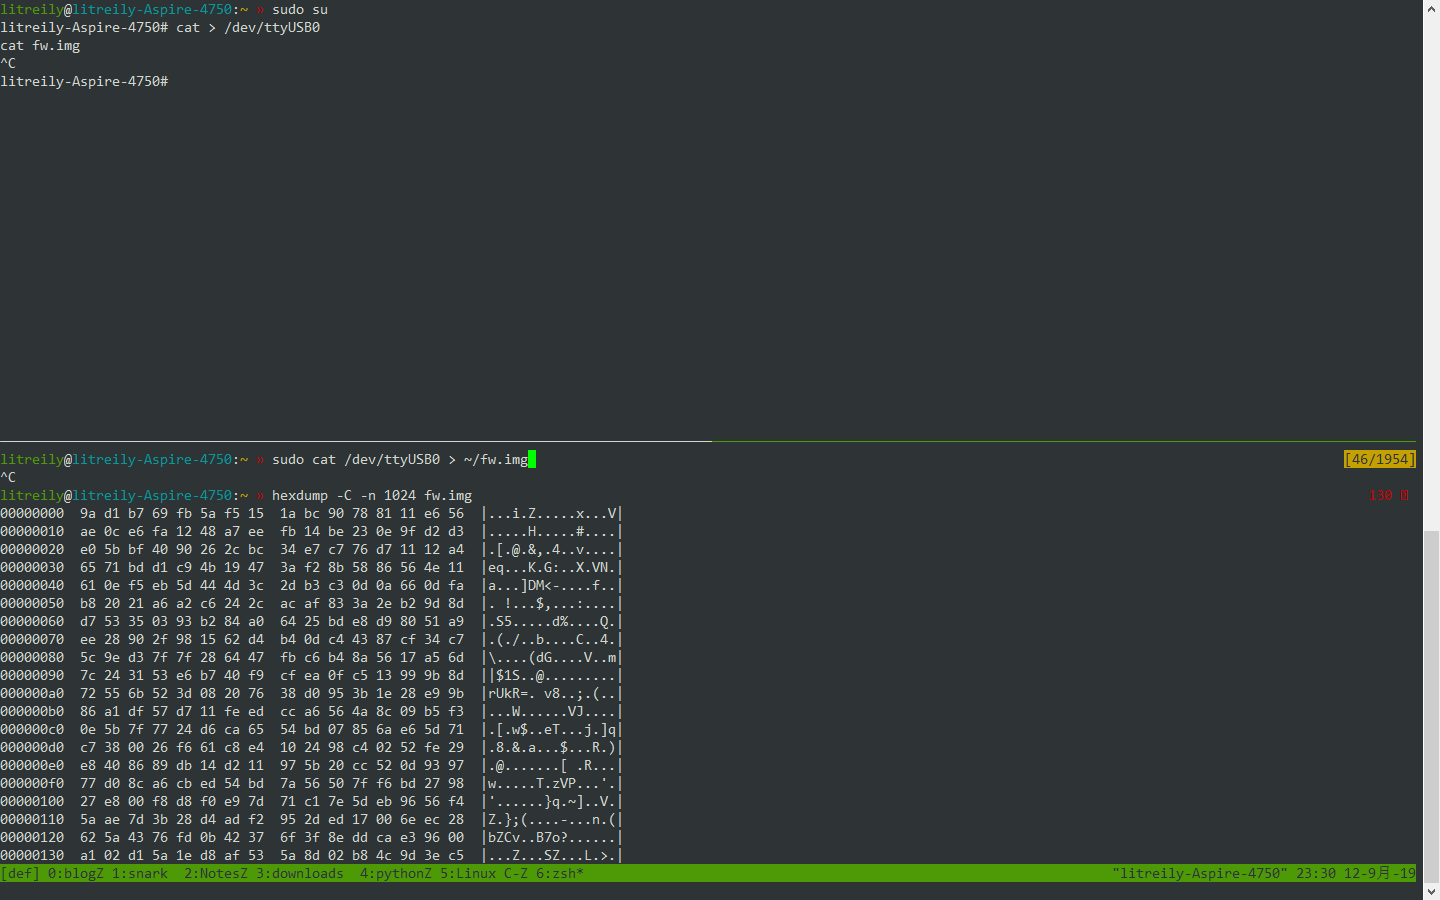 litreily@litreily-Aspire-4750:~ » sudo su
litreily-Aspire-4750# cat > /dev/ttyUSB0
cat fw.img
^C
litreily-Aspire-4750#
litreily@litreily-Aspire-4750:~ » sudo cat /dev/ttyUSB0 > ~/fw.img [46/1954]
^C
litreily@litreily-Aspire-4750:~ » hexdump -C -n 1024 fw.img 130
00000000  9a d1 b7 69 fb 5a f5 15  1a bc 90 78 81 11 e6 56  |...i.Z.....x...V|
00000010  ae 0c e6 fa 12 48 a7 ee  fb 14 be 23 0e 9f d2 d3  |.....H.....#....|
00000020  e0 5b bf 40 90 26 2c bc  34 e7 c7 76 d7 11 12 a4  |.[.@.&,.4..v....|
00000030  65 71 bd d1 c9 4b 19 47  3a f2 8b 58 86 56 4e 11  |eq...K.G:..X.VN.|
00000040  61 0e f5 eb 5d 44 4d 3c  2d b3 c3 0d 0a 66 0d fa  |a...]DM<-....f..|
00000050  b8 20 21 a6 a2 c6 24 2c  ac af 83 3a 2e b2 9d 8d  |. !...$,...:....|
00000060  d7 53 35 03 93 b2 84 a0  64 25 bd e8 d9 80 51 a9  |.S5.....d%....Q.|
00000070  ee 28 90 2f 98 15 62 d4  b4 0d c4 43 87 cf 34 c7  |.(./..b....C..4.|
00000080  5c 9e d3 7f 7f 28 64 47  fb c6 b4 8a 56 17 a5 6d  |\....(dG....V..m|
00000090  7c 24 31 53 e6 b7 40 f9  cf ea 0f c5 13 99 9b 8d  ||$1S..@.........|
000000a0  72 55 6b 52 3d 08 20 76  38 d0 95 3b 1e 28 e9 9b  |rUkR=. v8..;.(..|
000000b0  86 a1 df 57 d7 11 fe ed  cc a6 56 4a 8c 09 b5 f3  |...W......VJ....|
000000c0  0e 5b 7f 77 24 d6 ca 65  54 bd 07 85 6a e6 5d 71  |.[.w$..eT...j.]q|
000000d0  c7 38 00 26 f6 61 c8 e4  10 24 98 c4 02 52 fe 29  |.8.&.a...$...R.)|
000000e0  e8 40 86 89 db 14 d2 11  97 5b 20 cc 52 0d 93 97  |.@.......[ .R...|
000000f0  77 d0 8c a6 cb ed 54 bd  7a 56 50 7f f6 bd 27 98  |w.....T.zVP...'.|
00000100  27 e8 00 f8 d8 f0 e9 7d  71 c1 7e 5d eb 96 56 f4  |'......}q.~]..V.|
00000110  5a ae 7d 3b 28 d4 ad f2  95 2d ed 17 00 6e ec 28  |Z.};(....-...n.(|
00000120  62 5a 43 76 fd 0b 42 37  6f 3f 8e dd ca e3 96 00  |bZCv..B7o?......|
00000130  a1 02 d1 5a 1e d8 af 53  5a 8d 02 b8 4c 9d 3e c5  |...Z...SZ...L.>.|
[def] 0:blogZ 1:snark  2:NotesZ 3:downloads  4:pythonZ 5:Linux C-Z 6:zsh* "litreily-Aspire-4750" 23:30 12-9月-19